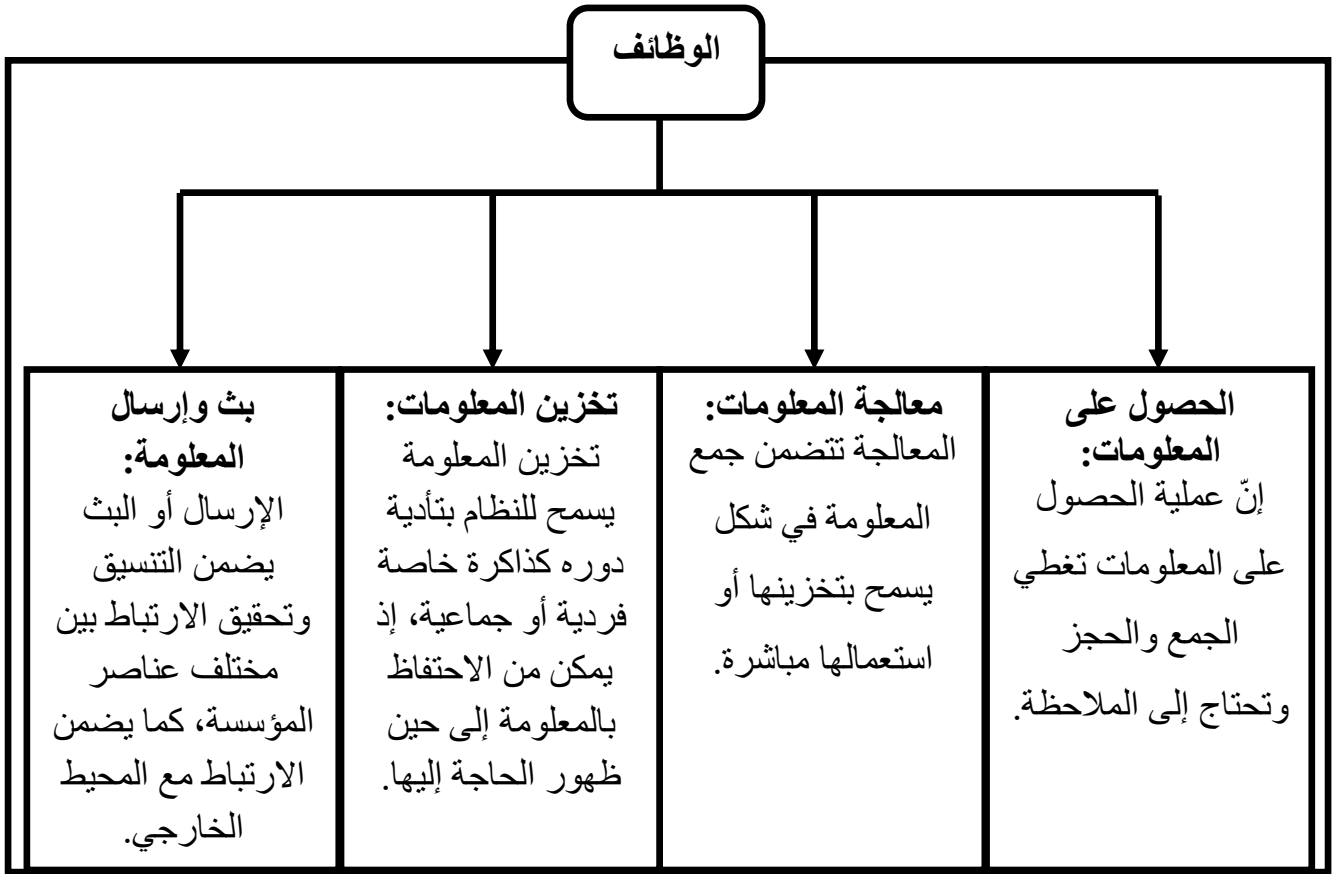 الوظائف
الحصول على
المعلومات:
إنّ عملية الحصول
على المعلومات تغطي
الجمع والحجز
وتحتاج إلى الملاحظة.
معالجة المعلومات:
المعالجة تتضمن جمع
المعلومة في شكل
يسمح بتخزينها أو
استعمالها مباشرة.
تخزين المعلومات:
تخزين المعلومة
يسمح للنظام بتأدية
دوره كذاكرة خاصة
فردية أو جماعية، إذ
يمكن من الاحتفاظ
بالمعلومة إلى حين
ظهور الحاجة إليها.
بث وإرسال
المعلومة:
الإرسال أو البث
يضمن التنسيق
وتحقيق الارتباط بين
مختلف عناصر
المؤسسة، كما يضمن
الارتباط مع المحيط
الخارجي.